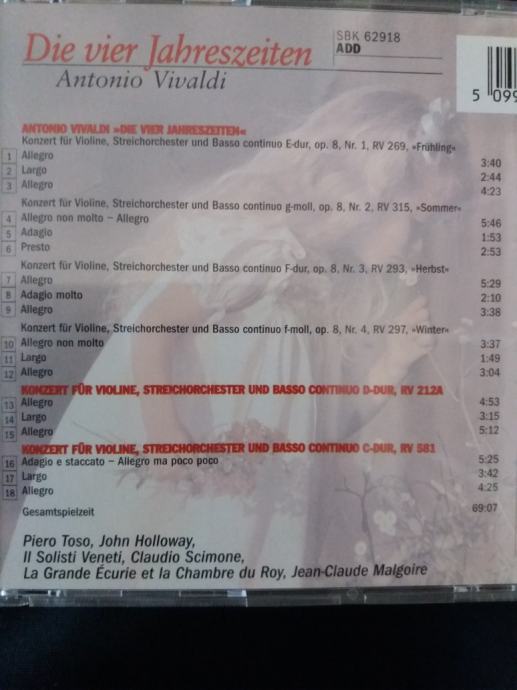 Die vier Jahreszeiten
Antonio Vivaldi
SBK 62918
ADD
5 099
ANTONIO VIVALDI »DIE VIER JAHRESZEITEN«
Konzert für Violine, Streichorchester und Basso continuo E-dur, op. 8, Nr. 1, RV 269, »Frühling«
1 Allegro 3:40
2 Largo 2:44
3 Allegro 4:23
Konzert für Violine, Streichorchester und Basso continuo g-moll, op. 8, Nr. 2, RV 315, »Sommer«
4 Allegro non molto – Allegro 5:46
5 Adagio 1:53
6 Presto 2:53
Konzert für Violine, Streichorchester und Basso continuo F-dur, op. 8, Nr. 3, RV 293, »Herbst«
7 Allegro 5:29
8 Adagio molto 2:10
9 Allegro 3:38
Konzert für Violine, Streichorchester und Basso continuo f-moll, op. 8, Nr. 4, RV 297, »Winter«
10 Allegro non molto 3:37
11 Largo 1:49
12 Allegro 3:04
KONZERT FÜR VIOLINE, STREICHORCHESTER UND BASSO CONTINUO D-DUR, RV 212A
13 Allegro 4:53
14 Largo 3:15
15 Allegro 5:12
KONZERT FÜR VIOLINE, STREICHORCHESTER UND BASSO CONTINUO C-DUR, RV 581
16 Adagio e staccato – Allegro ma poco poco 5:25
17 Largo 3:42
18 Allegro 4:25
Gesamtspielzeit 69:07
Piero Toso, John Holloway,
Il Solisti Veneti, Claudio Scimone,
La Grande Écurie et la Chambre du Roy, Jean-Claude Malgoire